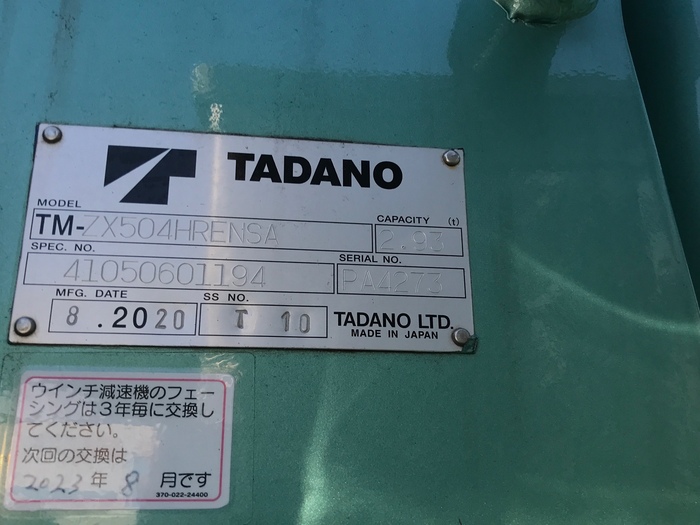 TADANO
MODEL
TM-ZX504HRENSA
CAPACITY (t)
2.93
SPEC. NO.
41050601194
SERIAL NO.
PA4273
MFG. DATE
8 . 2020
SS NO.
T 10
TADANO LTD.
MADE IN JAPAN
ウインチ減速機のフェー
シングは3年毎に交換し
てください。
次回の交換は
2023年 8 月です
370-022-24400